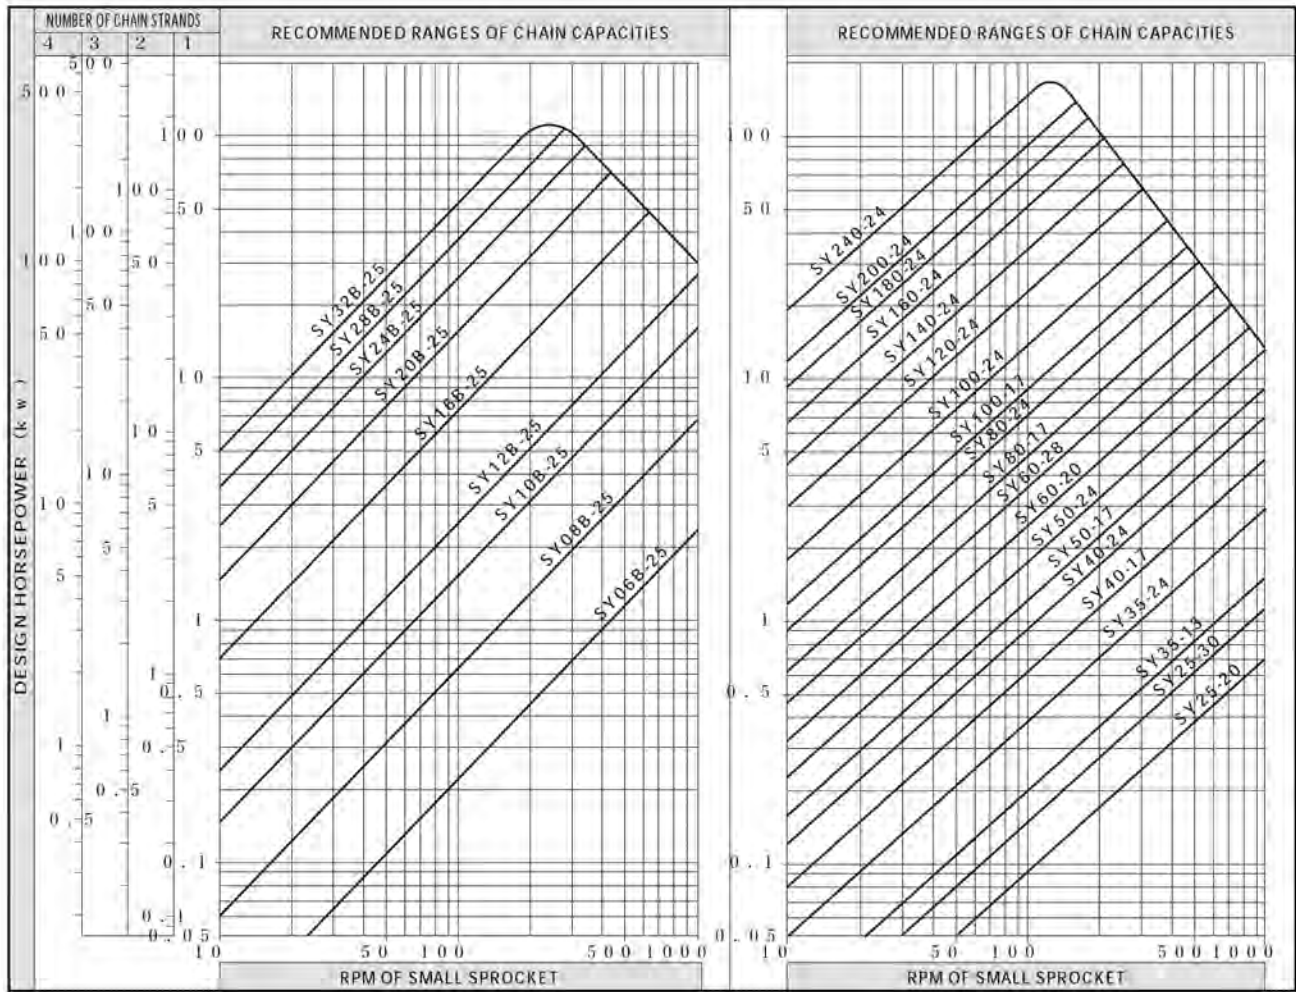 NUMBER OF CHAIN STRANDS
4 3 2 1
RECOMMENDED RANGES OF CHAIN CAPACITIES
RECOMMENDED RANGES OF CHAIN CAPACITIES
DESIGN HORSEPOWER (kw)
500
100
50
10
5
1
0.5
500
100
50
10
5
1
0.5
100
50
10
5
1
0.5
0.1
100
50
10
5
1
0.5
0.1
0.05
SY32B-25
SY28B-25
SY24B-25
SY20B-25
SY16B-25
SY12B-25
SY10B-25
SY08B-25
SY06B-25
10 50 100 500 1000
RPM OF SMALL SPROCKET
100
50
10
5
1
0.5
0.1
0.05
SY240-24
SY200-24
SY180-24
SY160-24
SY140-24
SY120-24
SY100-24
SY100-17
SY80-24
SY80-17
SY60-28
SY60-20
SY50-24
SY50-17
SY40-24
SY40-17
SY35-24
SY35-13
SY25-30
SY25-20
10 50 100 500 1000
RPM OF SMALL SPROCKET